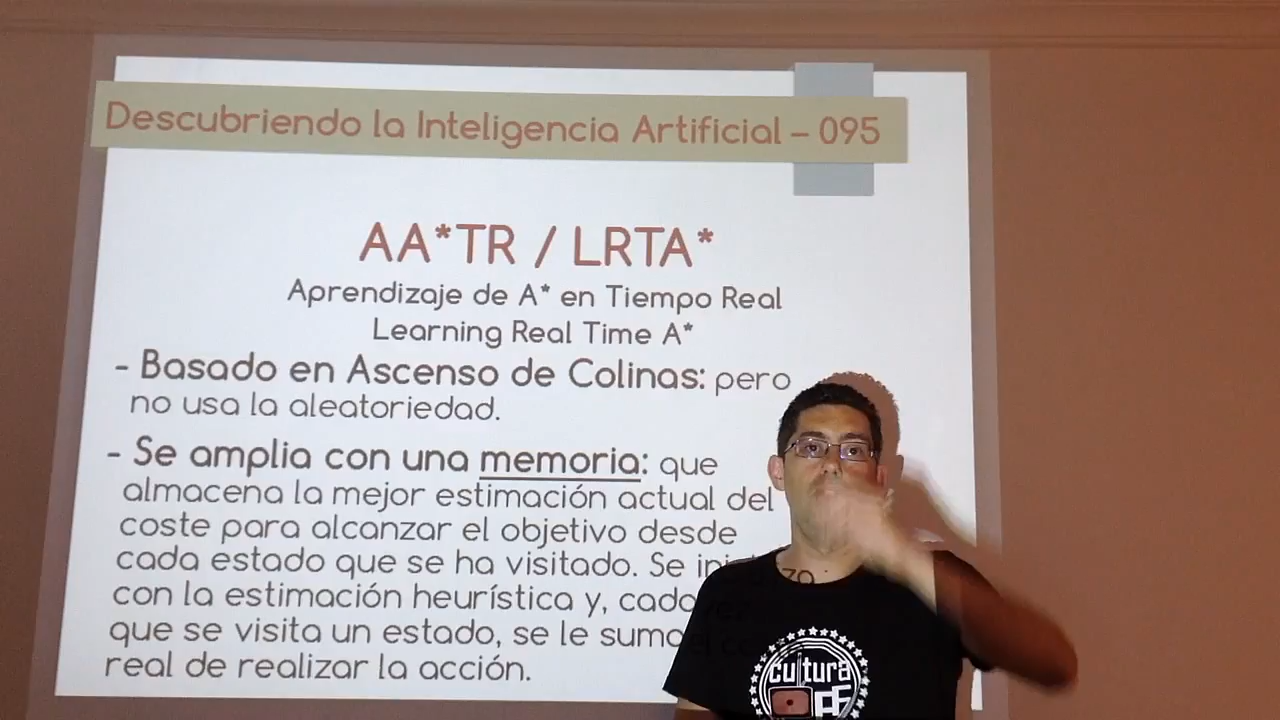 Descubriendo la Inteligencia Artificial – 095
AA*TR / LRTA*
Aprendizaje de A* en Tiempo Real
Learning Real Time A*
- Basado en Ascenso de Colinas: pero
no usa la aleatoriedad.
- Se amplia con una memoria: que
almacena la mejor estimación actual del
coste para alcanzar el objetivo desde
cada estado que se ha visitado. Se
con la estimación heurística y, cada
que se visita un estado, se le suma el
real de realizar la acción.
cultura